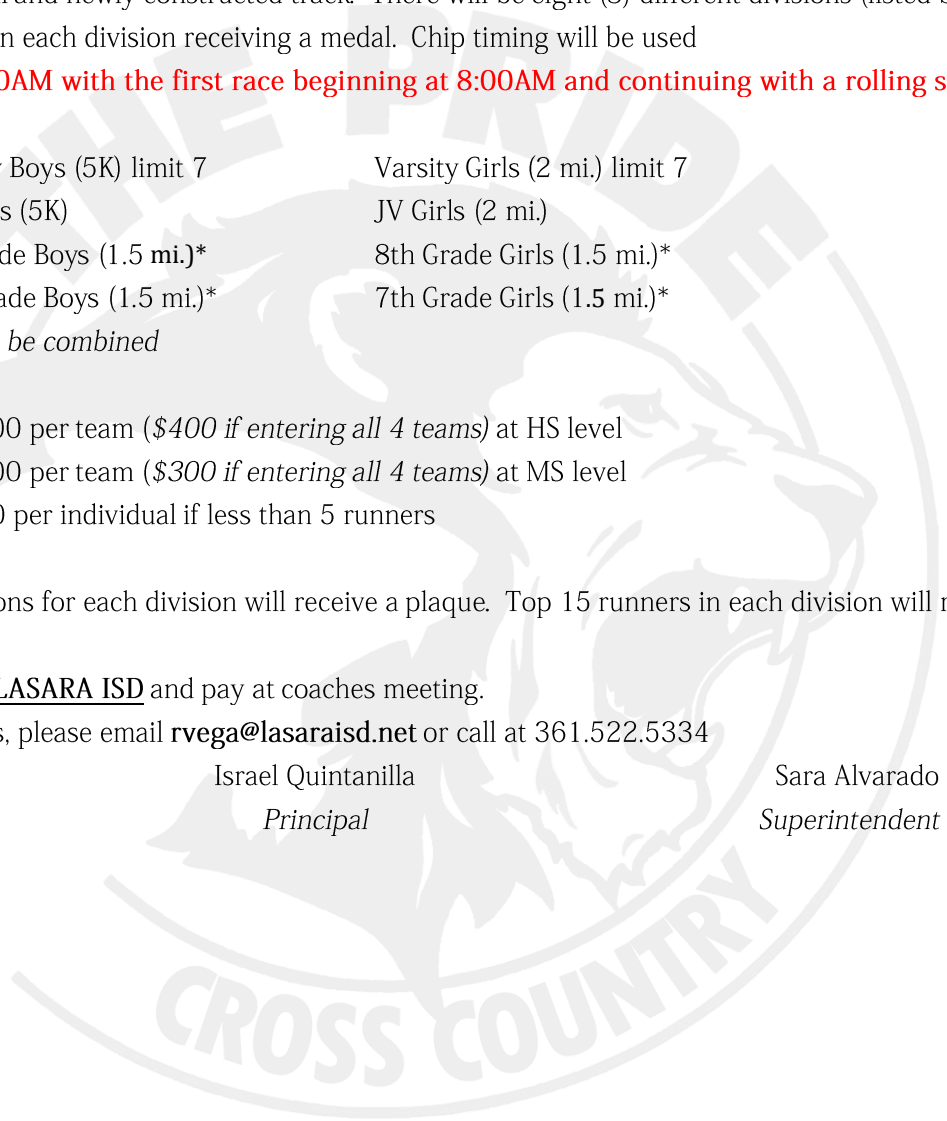 and newly constructed track. There will be eight (8) different divisions (listed
n each division receiving a medal. Chip timing will be used
0AM with the first race beginning at 8:00AM and continuing with a rolling s
THE PRIDE
Boys (5K) limit 7 Varsity Girls (2 mi.) limit 7
s (5K) JV Girls (2 mi.)
de Boys (1.5 mi.)* 8th Grade Girls (1.5 mi.)*
ade Boys (1.5 mi.)* 7th Grade Girls (1.5 mi.)*
be combined
00 per team ($400 if entering all 4 teams) at HS level
00 per team ($300 if entering all 4 teams) at MS level
0 per individual if less than 5 runners
ons for each division will receive a plaque. Top 15 runners in each division will
LASARA ISD and pay at coaches meeting.
s, please email rvega@lasaraisd.net or call at 361.522.5334
Israel Quintanilla Sara Alvarado
Principal Superintendent
CROSS COUNTRY